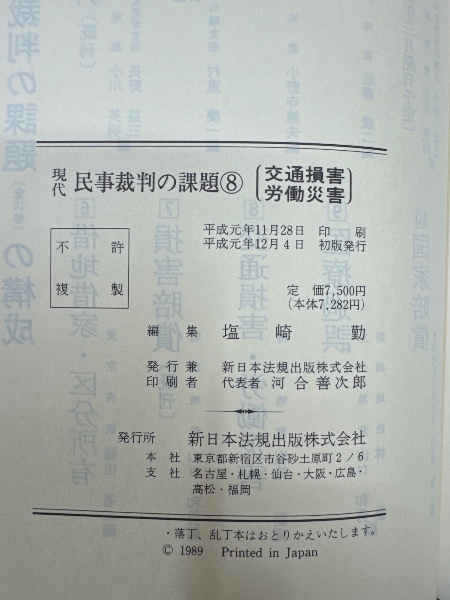 現代 民事裁判の課題⑧ 〔交通損害 労働災害〕
不許
複製
平成元年11月28日 印刷
平成元年12月4日 初版発行
定価7,500円
(本体7,282円)
編集 塩崎勤
発行兼 新日本法規出版株式会社
印刷者 代表者 河合善次郎
発行所 新日本法規出版株式会社
本社 東京都新宿区市谷砂土原町2ノ6
支社 名古屋・札幌・仙台・大阪・広島・
高松・福岡
・落丁、乱丁本はおとりかえいたします。
© 1989 Printed in Japan